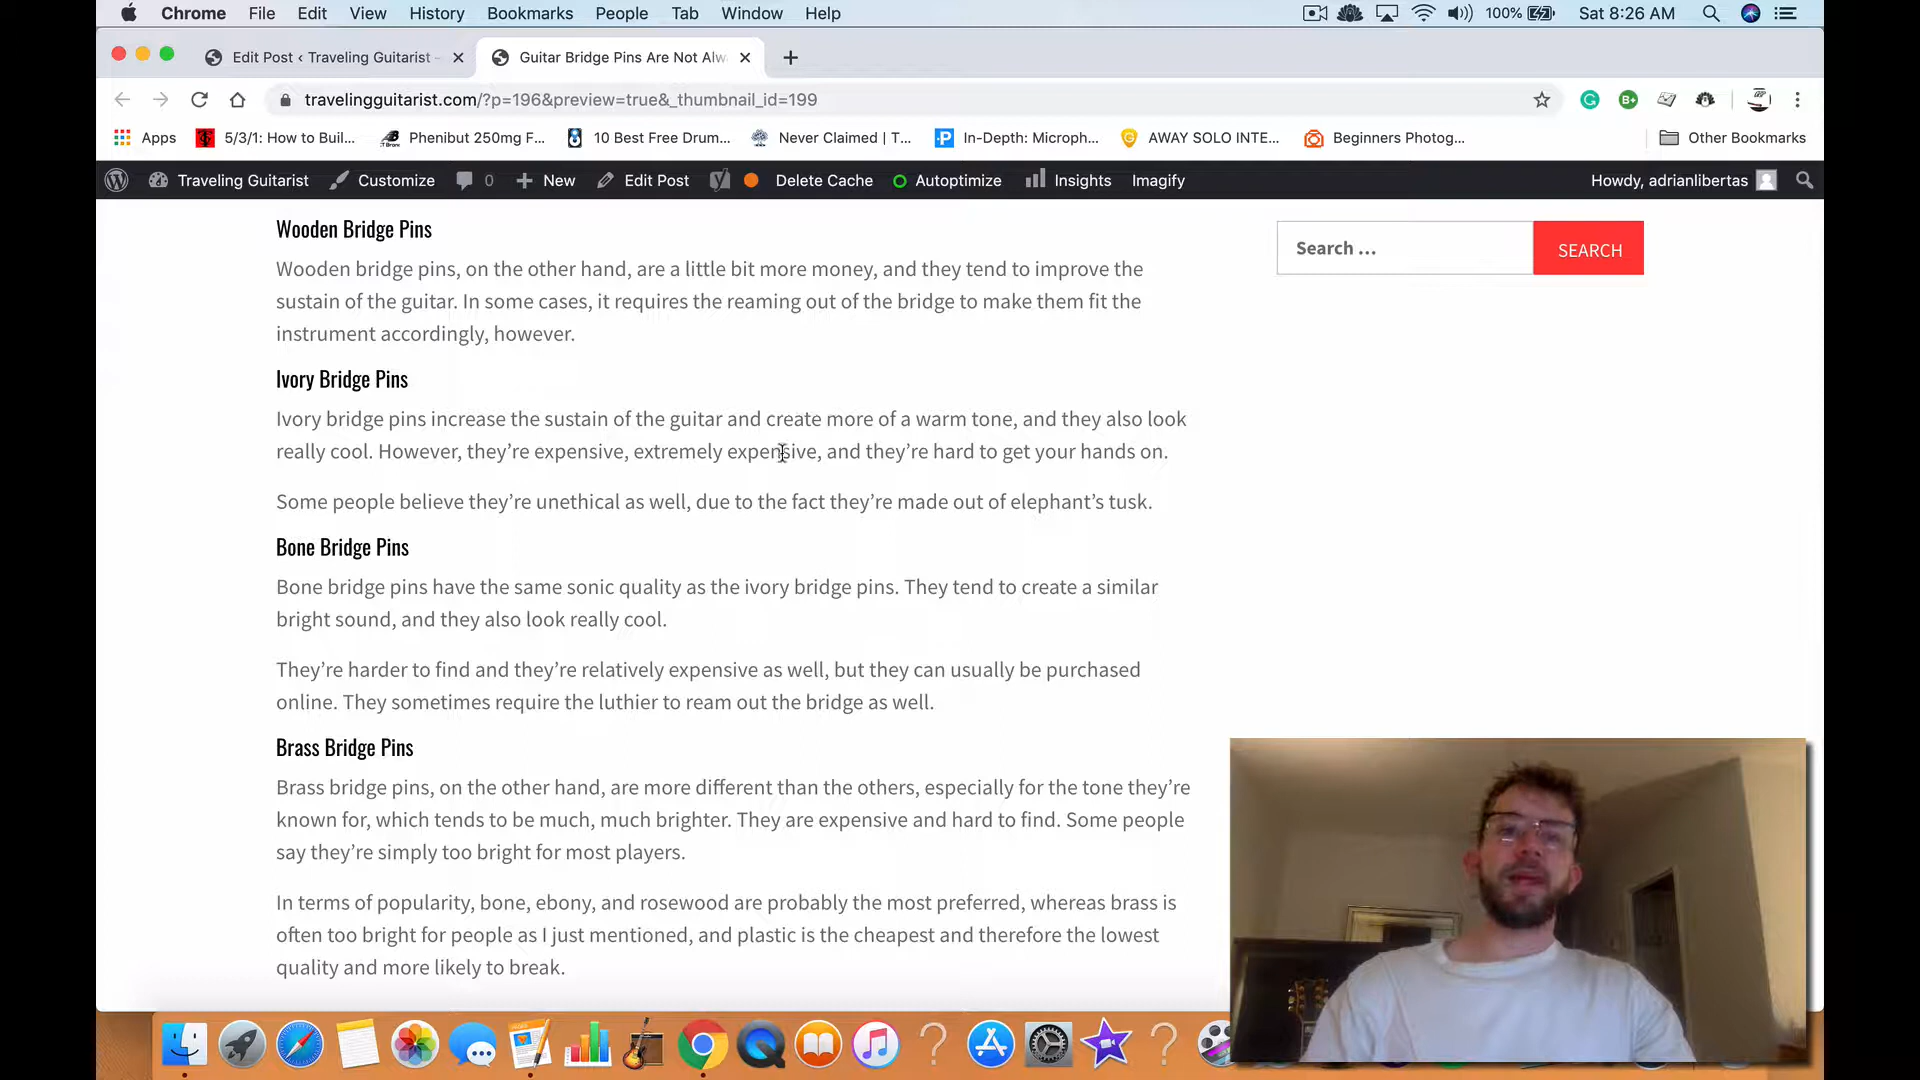 Chrome File Edit View History Bookmarks People Tab Window Help 100% Sat 8:26 AM
Edit Post ‹ Traveling Guitarist - Guitar Bridge Pins Are Not Alw
travelingguitarist.com/?p=196&preview=true&_thumbnail_id=199
Apps 5/3/1: How to Buil... Phenibut 250mg F... 10 Best Free Drum... Never Claimed | T... In-Depth: Microph... AWAY SOLO INTE... Beginners Photog... Other Bookmarks
Traveling Guitarist Customize 0 New Edit Post Delete Cache Autoptimize Insights Imagify Howdy, adrianlibertas
Wooden Bridge Pins
Search ... SEARCH
Wooden bridge pins, on the other hand, are a little bit more money, and they tend to improve the
sustain of the guitar. In some cases, it requires the reaming out of the bridge to make them fit the
instrument accordingly, however.
Ivory Bridge Pins
Ivory bridge pins increase the sustain of the guitar and create more of a warm tone, and they also look
really cool. However, they're expensive, extremely expensive, and they're hard to get your hands on.
Some people believe they're unethical as well, due to the fact they're made out of elephant's tusk.
Bone Bridge Pins
Bone bridge pins have the same sonic quality as the ivory bridge pins. They tend to create a similar
bright sound, and they also look really cool.
They're harder to find and they're relatively expensive as well, but they can usually be purchased
online. They sometimes require the luthier to ream out the bridge as well.
Brass Bridge Pins
Brass bridge pins, on the other hand, are more different than the others, especially for the tone they're
known for, which tends to be much, much brighter. They are expensive and hard to find. Some people
say they're simply too bright for most players.
In terms of popularity, bone, ebony, and rosewood are probably the most preferred, whereas brass is
often too bright for people as I just mentioned, and plastic is the cheapest and therefore the lowest
quality and more likely to break.